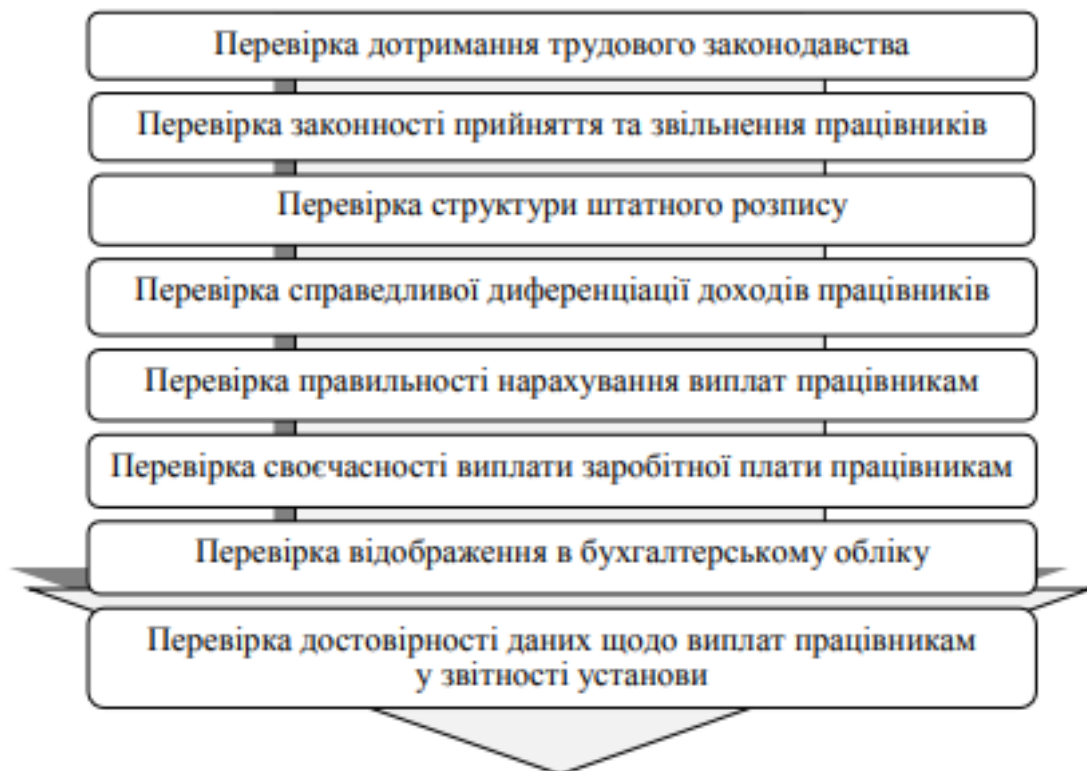 Перевірка дотримання трудового законодавства
Перевірка законності прийняття та звільнення працівників
Перевірка структури штатного розпису
Перевірка справедливої диференціації доходів працівників
Перевірка правильності нарахування виплат працівникам
Перевірка своєчасності виплати заробітної плати працівникам
Перевірка відображення в бухгалтерському обліку
Перевірка достовірності даних щодо виплат працівникам
у звітності установи